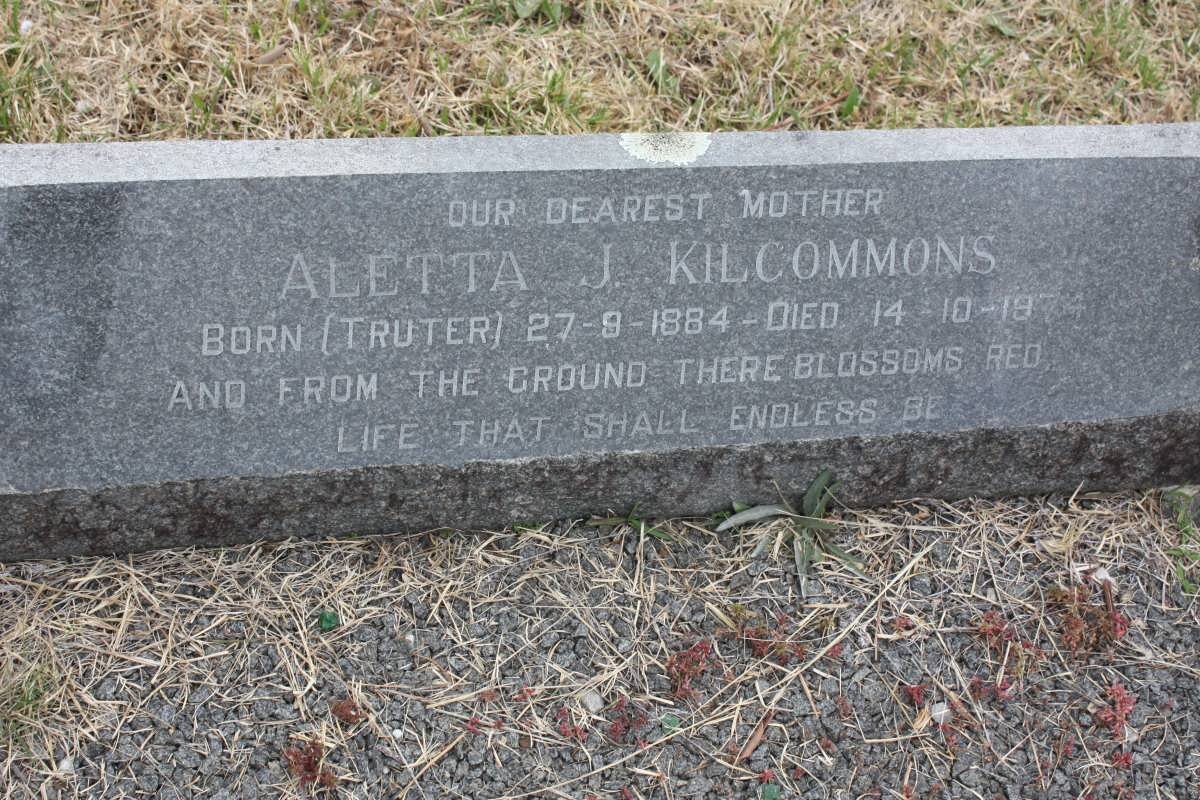 OUR DEAREST MOTHER
ALETTA J. KILCOMMONS
BORN (TRUTER) 27-9-1884 - DIED 14-10-1974
AND FROM THE GROUND THERE BLOSSOMS RED,
LIFE THAT SHALL ENDLESS BE